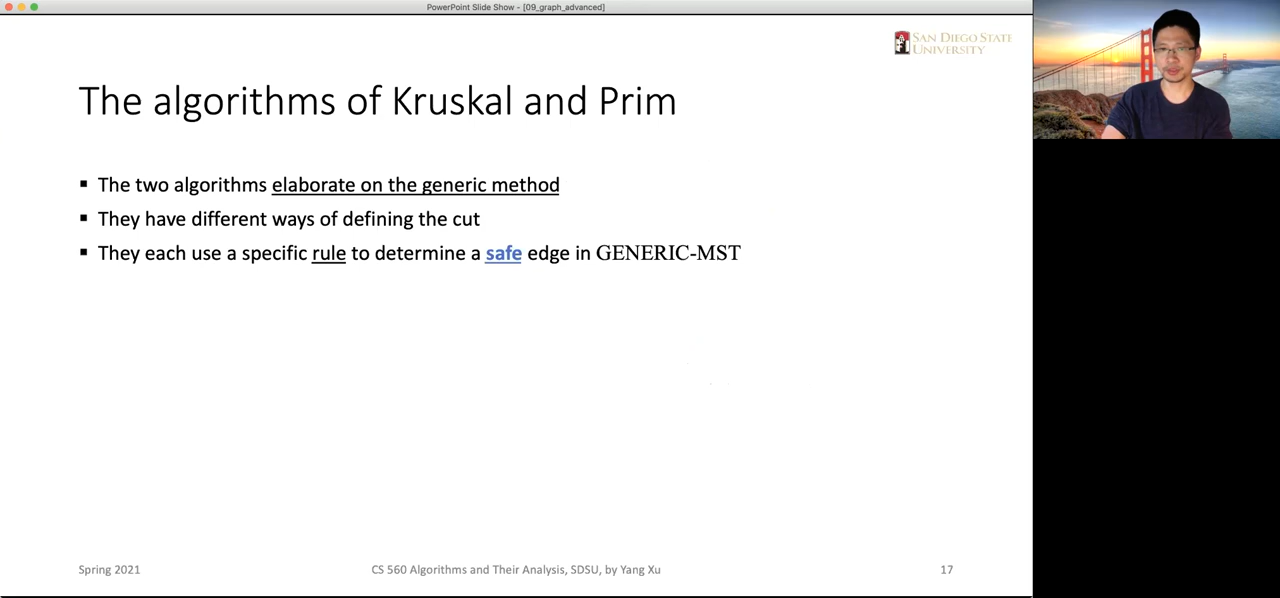 PowerPoint Slide Show - [09_graph_advanced]
SAN DIEGO STATE
UNIVERSITY
The algorithms of Kruskal and Prim
▪ The two algorithms elaborate on the generic method
▪ They have different ways of defining the cut
▪ They each use a specific rule to determine a safe edge in GENERIC-MST
Spring 2021
CS 560 Algorithms and Their Analysis, SDSU, by Yang Xu
17